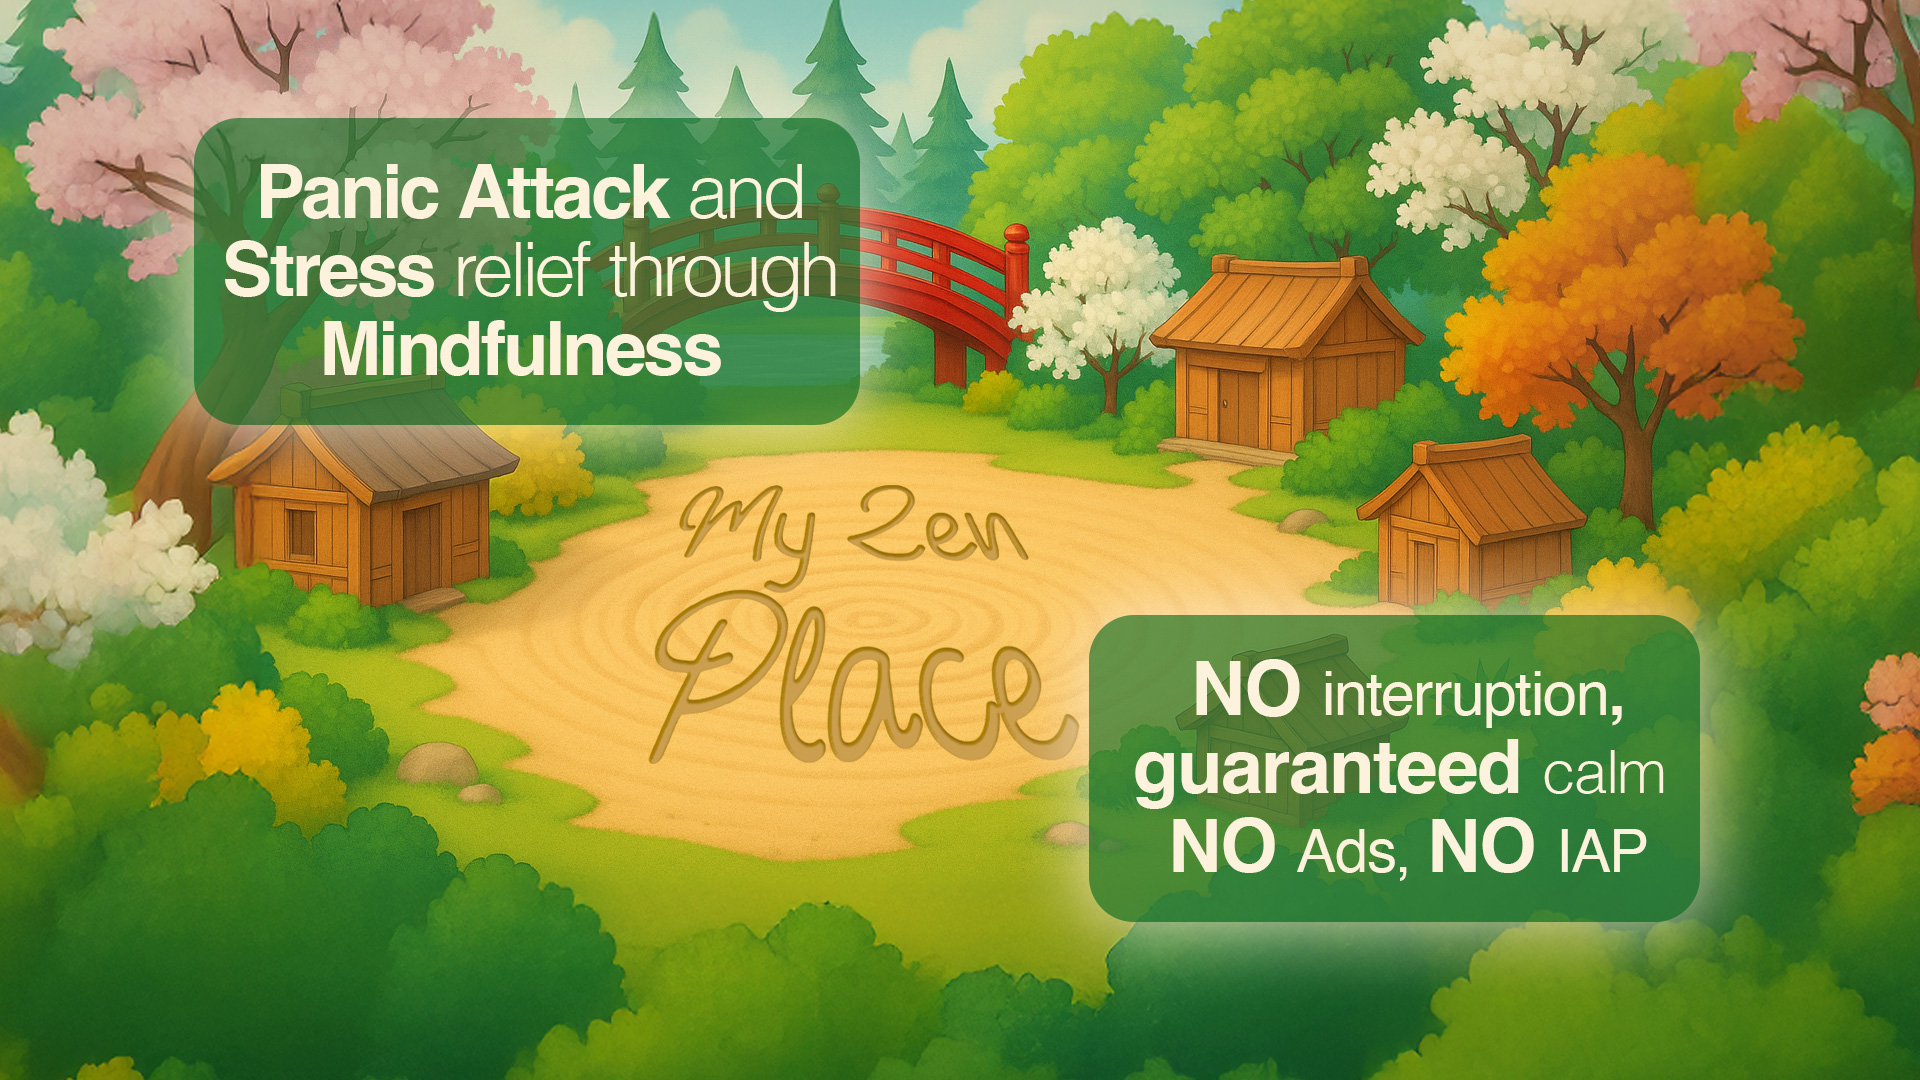 Panic Attack and
Stress relief through
Mindfulness
My Zen
Place
NO interruption,
guaranteed calm
NO Ads, NO IAP